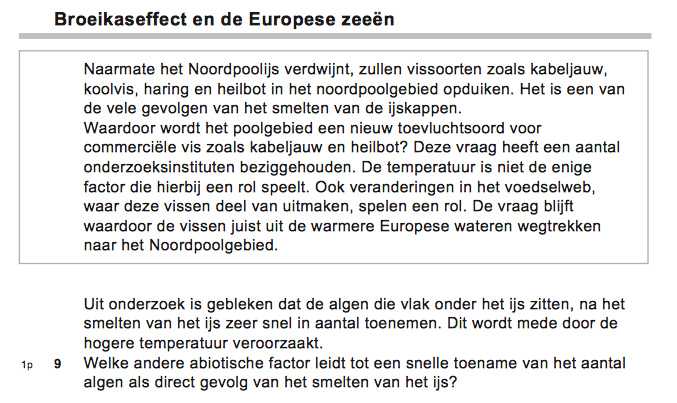 Broeikaseffect en de Europese zeeën
Naarmate het Noordpoolijs verdwijnt, zullen vissoorten zoals kabeljauw,
koolvis, haring en heilbot in het noordpoolgebied opduiken. Het is een van
de vele gevolgen van het smelten van de ijskappen.
Waardoor wordt het poolgebied een nieuw toevluchtsoord voor
commerciële vis zoals kabeljauw en heilbot? Deze vraag heeft een aantal
onderzoeksinstituten beziggehouden. De temperatuur is niet de enige
factor die hierbij een rol speelt. Ook veranderingen in het voedselweb,
waar deze vissen deel van uitmaken, spelen een rol. De vraag blijft
waardoor de vissen juist uit de warmere Europese wateren wegtrekken
naar het Noordpoolgebied.
Uit onderzoek is gebleken dat de algen die vlak onder het ijs zitten, na het
smelten van het ijs zeer snel in aantal toenemen. Dit wordt mede door de
hogere temperatuur veroorzaakt.
1p 9 Welke andere abiotische factor leidt tot een snelle toename van het aantal
algen als direct gevolg van het smelten van het ijs?